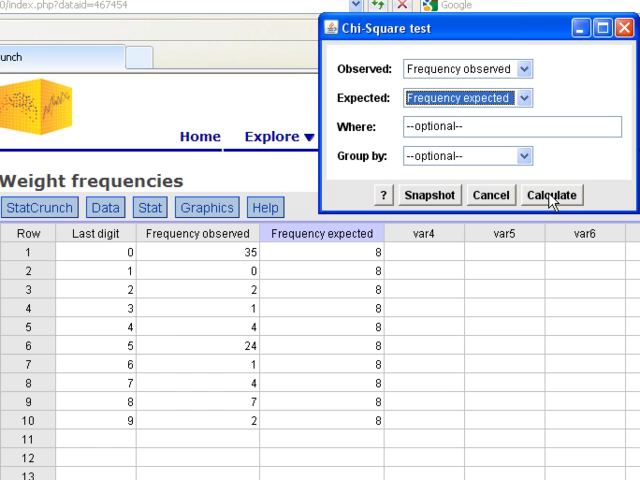 0/index.php?dataid=467454
Google
unch
Chi-Square test
Observed: Frequency observed
Expected: Frequency expected
Where: --optional--
Group by: --optional--
? Snapshot Cancel Calculate
Home Explore
Weight frequencies
StatCrunch Data Stat Graphics Help
Row Last digit Frequency observed Frequency expected var4 var5 var6
1 0 35 8
2 1 0 8
3 2 2 8
4 3 1 8
5 4 4 8
6 5 24 8
7 6 1 8
8 7 4 8
9 8 7 8
10 9 2 8
11
12
13